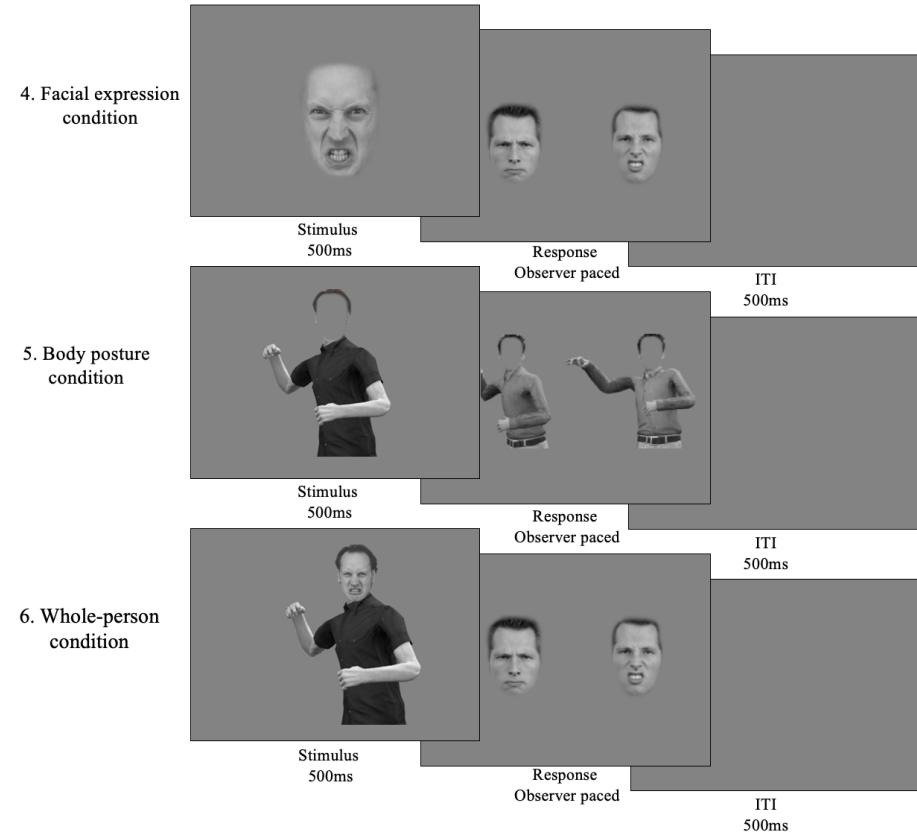 4. Facial expression
condition
Stimulus
500ms
Response
Observer paced
ITI
500ms
5. Body posture
condition
Stimulus
500ms
Response
Observer paced
ITI
500ms
6. Whole-person
condition
Stimulus
500ms
Response
Observer paced
ITI
500ms